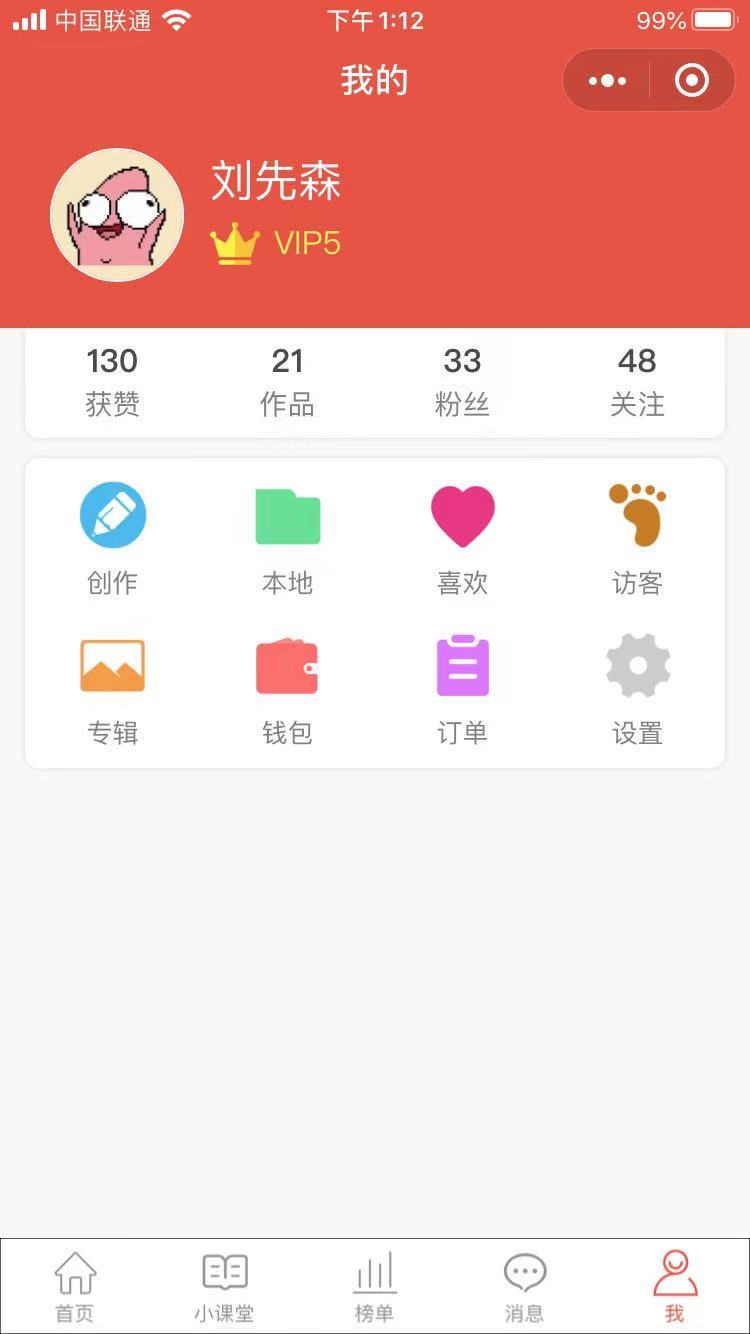 中国联通 下午1:12 99%
我的
刘先森
VIP5
130 21 33 48
获赞 作品 粉丝 关注
创作 本地 喜欢 访客
专辑 钱包 订单 设置
首页 小课堂 榜单 消息 我